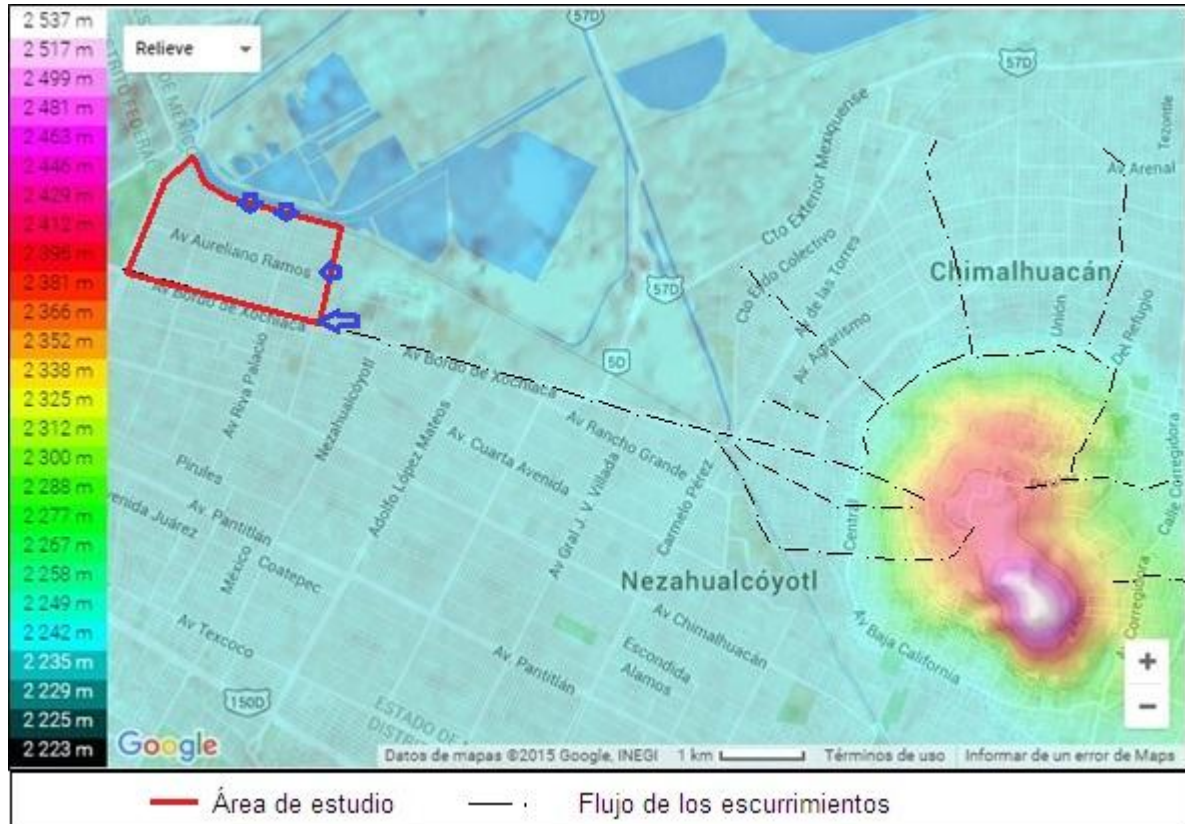 2 537 m
2 517 m
2 499 m
2 481 m
2 463 m
2 446 m
2 429 m
2 412 m
2 396 m
2 381 m
2 366 m
2 352 m
2 338 m
2 325 m
2 312 m
2 300 m
2 288 m
2 277 m
2 267 m
2 258 m
2 249 m
2 242 m
2 235 m
2 229 m
2 225 m
2 223 m
Relieve
57D
57D
DE MÉXICO
Cto Exterior Mexiquense
Tezontle
Av Arenal
Av Aureliano Ramos
Cto Edo Colectivo
Av de las Torres
Chimalhuacán
57D
Av Bordo de Xochiaca
Av Agrarismo
Unión
Del Refugio
5D
Av Bordo de Xochiaca
Av Riva Palacio
Nezahualcóyotl
Adolfo López Mateos
Av Rancho Grande
Av. Cuarta Avenida
Av Gral J. V. Villada
Carmelo Pérez
Central
Calle Corregidora
Pirules
Av. Pantitlán
Avenida Juárez
México
Coatepec
Nezahualcóyotl
Av Chimalhuacán
Av Baja California
Av Corregidora
Av Texcoco
Av. Pantitlán
Escondida
Alamos
150D
ESTADO DE
+
−
Google
Datos de mapas ©2015 Google, INEGI 1 km Términos de uso Informar de un error de Maps
Área de estudio Flujo de los escurrimientos